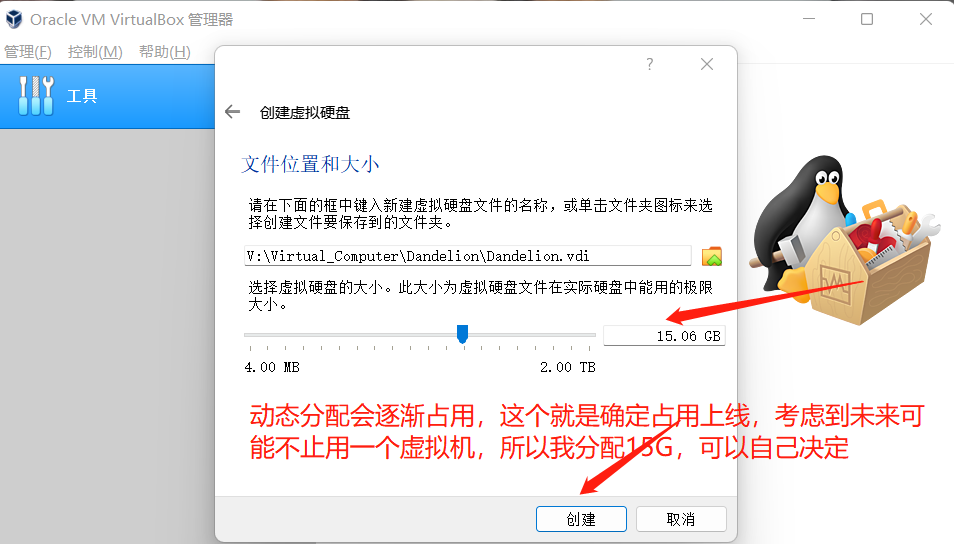 Oracle VM VirtualBox 管理器
管理(F) 控制(M) 帮助(H)
工具
创建虚拟硬盘
文件位置和大小
请在下面的框中键入新建虚拟硬盘文件的名称，或单击文件夹图标来选
择创建文件要保存到的文件夹。
V:\Virtual_Computer\Dandelion\Dandelion.vdi
选择虚拟硬盘的大小。此大小为虚拟硬盘文件在实际硬盘中能用的极限
大小。
15.06 GB
4.00 MB 2.00 TB
动态分配会逐渐占用，这个就是确定占用上线，考虑到未来可
能不止用一个虚拟机，所以我分配15G，可以自己决定
创建 取消